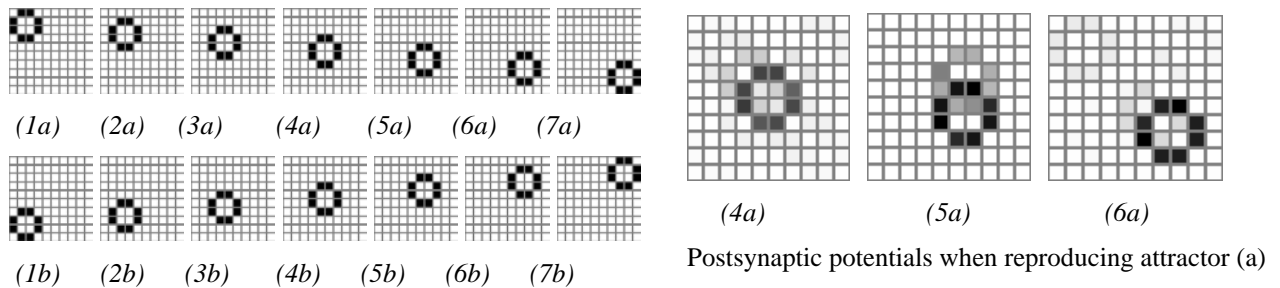 (1a) (2a) (3a) (4a) (5a) (6a) (7a)
(1b) (2b) (3b) (4b) (5b) (6b) (7b)
(4a) (5a) (6a)
Postsynaptic potentials when reproducing attractor (a)